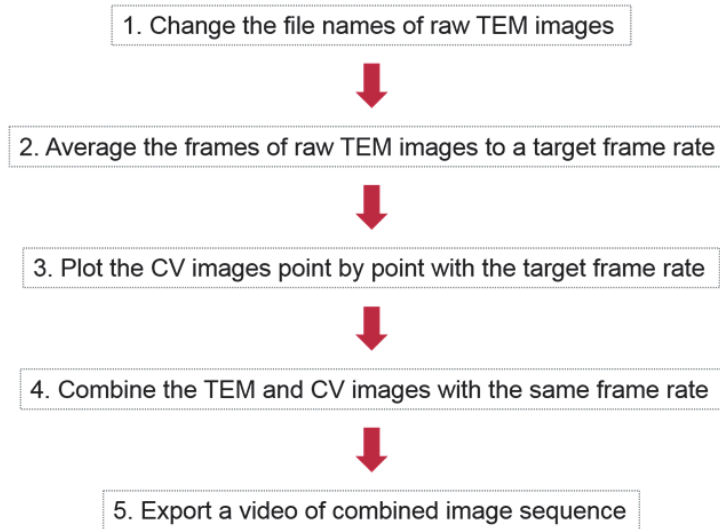 1. Change the file names of raw TEM images
2. Average the frames of raw TEM images to a target frame rate
3. Plot the CV images point by point with the target frame rate
4. Combine the TEM and CV images with the same frame rate
5. Export a video of combined image sequence